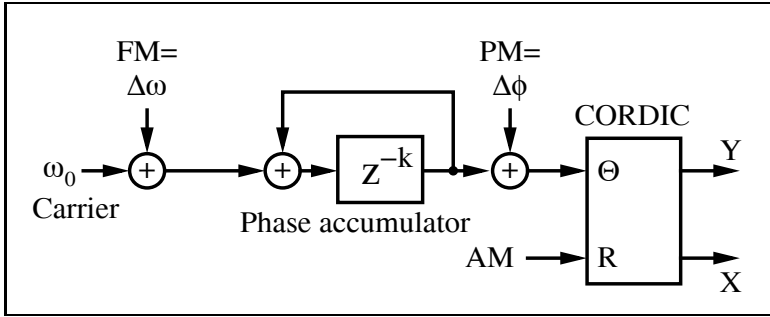 FM=
Δω
PM=
Δϕ
CORDIC
ω0
+
+
z−k
+
Θ
Y
Carrier
Phase accumulator
AM
R
X